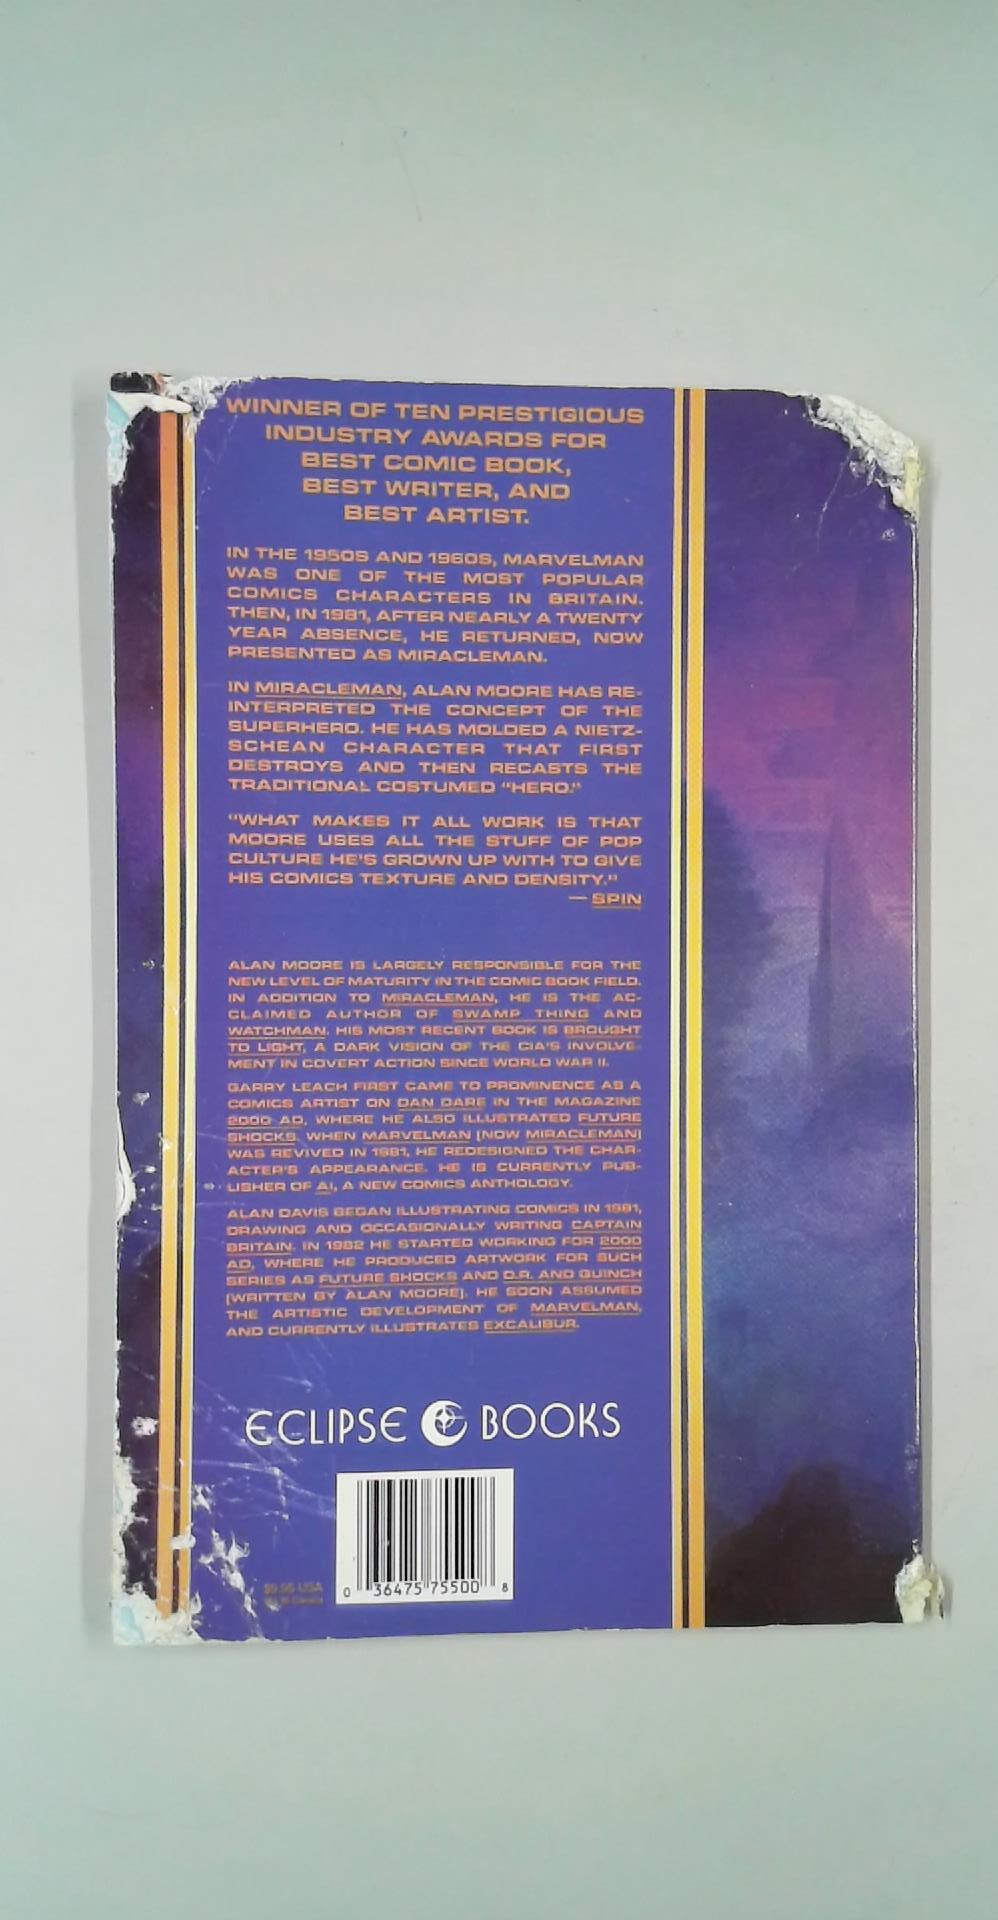 WINNER OF TEN PRESTIGIOUS
INDUSTRY AWARDS FOR
BEST COMIC BOOK,
BEST WRITER, AND
BEST ARTIST.
IN THE 1950S AND 1960S, MARVELMAN
WAS ONE OF THE MOST POPULAR
COMICS CHARACTERS IN BRITAIN.
THEN, IN 1981, AFTER NEARLY A TWENTY
YEAR ABSENCE, HE RETURNED, NOW
PRESENTED AS MIRACLEMAN.
IN MIRACLEMAN, ALAN MOORE HAS RE-
INTERPRETED THE CONCEPT OF THE
SUPERHERO. HE HAS MOLDED A NIETZ-
SCHEAN CHARACTER THAT FIRST
DESTROYS AND THEN RECASTS THE
TRADITIONAL COSTUMED "HERO."
"WHAT MAKES IT ALL WORK IS THAT
MOORE USES ALL THE STUFF OF POP
CULTURE HE'S GROWN UP WITH TO GIVE
HIS COMICS TEXTURE AND DENSITY."
— SPIN
ALAN MOORE IS LARGELY RESPONSIBLE FOR THE
NEW LEVEL OF MATURITY IN THE COMIC BOOK FIELD.
IN ADDITION TO MIRACLEMAN, HE IS THE AC-
CLAIMED AUTHOR OF SWAMP THING AND
WATCHMAN. HIS MOST RECENT BOOK IS BROUGHT
TO LIGHT, A DARK VISION OF THE CIA'S INVOLVE-
MENT IN COVERT ACTION SINCE WORLD WAR II.
GARRY LEACH FIRST CAME TO PROMINENCE AS A
COMICS ARTIST ON DAN DARE IN THE MAGAZINE
2000 AD, WHERE HE ALSO ILLUSTRATED FUTURE
SHOCKS. WHEN MARVELMAN [NOW MIRACLEMAN]
WAS REVIVED IN 1981, HE REDESIGNED THE CHAR-
ACTER'S APPEARANCE. HE IS CURRENTLY PUB-
LISHER OF A1, A NEW COMICS ANTHOLOGY.
ALAN DAVIS BEGAN ILLUSTRATING COMICS IN 1981,
DRAWING AND OCCASIONALLY WRITING CAPTAIN
BRITAIN. IN 1982 HE STARTED WORKING FOR 2000
AD, WHERE HE PRODUCED ARTWORK FOR SUCH
SERIES AS FUTURE SHOCKS AND D.R. AND QUINCH
[WRITTEN BY ALAN MOORE]. HE SOON ASSUMED
THE ARTISTIC DEVELOPMENT OF MARVELMAN,
AND CURRENTLY ILLUSTRATES EXCALIBUR.
ECLIPSE BOOKS
$9.95 USA
Canada
0 36475 75500 8